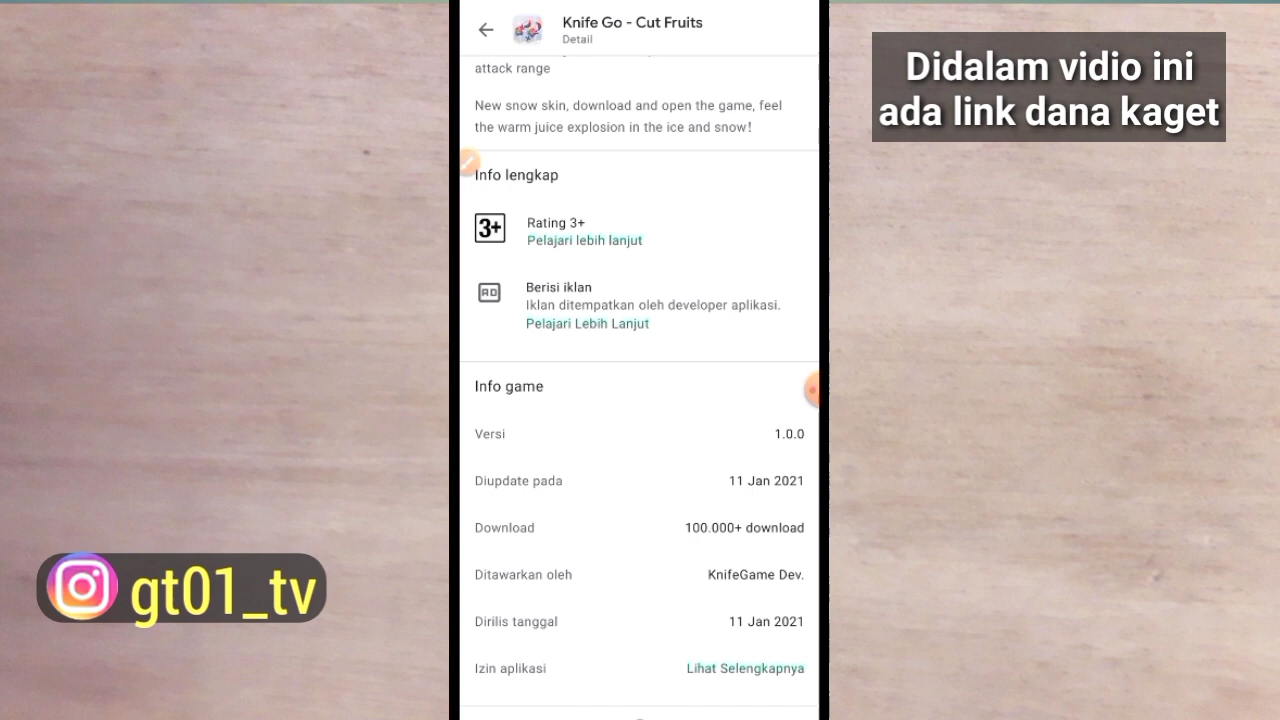 Knife Go - Cut Fruits
Detail
attack range
New snow skin, download and open the game, feel
the warm juice explosion in the ice and snow!
Info lengkap
3+
Rating 3+
Pelajari lebih lanjut
AD
Berisi iklan
Iklan ditempatkan oleh developer aplikasi.
Pelajari Lebih Lanjut
Info game
Versi 1.0.0
Diupdate pada 11 Jan 2021
Download 100.000+ download
Ditawarkan oleh KnifeGame Dev.
Dirilis tanggal 11 Jan 2021
Izin aplikasi Lihat Selengkapnya
Didalam vidio ini
ada link dana kaget
gt01_tv